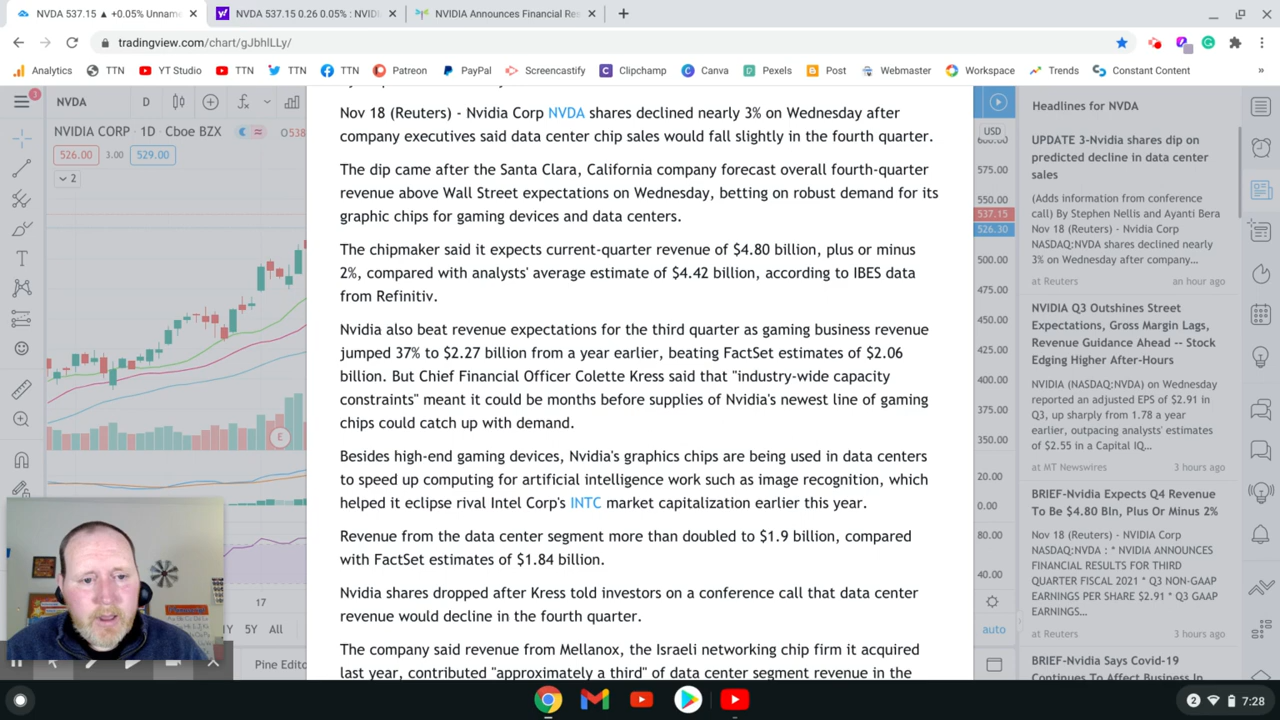 NVDA 537.15 ▲ +0.05% Unname
NVDA 537.15 0.26 0.05% : NVIDI
NVIDIA Announces Financial Res
tradingview.com/chart/gJbhlLLy/
Analytics
TTN
YT Studio
TTN
TTN
TTN
Patreon
PayPal
Screencastify
Clipchamp
Canva
Pexels
Post
Webmaster
Workspace
Trends
Constant Contact
»
3
NVDA
D
NVIDIA CORP • 1D • Cboe BZX
O538
526.00 3.00 529.00
2
E
17
1Y 5Y All
Pine Edito
Nov 18 (Reuters) - Nvidia Corp NVDA shares declined nearly 3% on Wednesday after
company executives said data center chip sales would fall slightly in the fourth quarter.
The dip came after the Santa Clara, California company forecast overall fourth-quarter
revenue above Wall Street expectations on Wednesday, betting on robust demand for its
graphic chips for gaming devices and data centers.
The chipmaker said it expects current-quarter revenue of $4.80 billion, plus or minus
2%, compared with analysts' average estimate of $4.42 billion, according to IBES data
from Refinitiv.
Nvidia also beat revenue expectations for the third quarter as gaming business revenue
jumped 37% to $2.27 billion from a year earlier, beating FactSet estimates of $2.06
billion. But Chief Financial Officer Colette Kress said that "industry-wide capacity
constraints" meant it could be months before supplies of Nvidia's newest line of gaming
chips could catch up with demand.
Besides high-end gaming devices, Nvidia's graphics chips are being used in data centers
to speed up computing for artificial intelligence work such as image recognition, which
helped it eclipse rival Intel Corp's INTC market capitalization earlier this year.
Revenue from the data center segment more than doubled to $1.9 billion, compared
with FactSet estimates of $1.84 billion.
Nvidia shares dropped after Kress told investors on a conference call that data center
revenue would decline in the fourth quarter.
The company said revenue from Mellanox, the Israeli networking chip firm it acquired
last year, contributed "approximately a third" of data center segment revenue in the
USD
600.00
575.00
550.00
537.15
526.30
500.00
475.00
450.00
425.00
400.00
375.00
350.00
20.00
0.00
80.00
40.00
auto
Headlines for NVDA
UPDATE 3-Nvidia shares dip on
predicted decline in data center
sales
(Adds information from conference
call) By Stephen Nellis and Ayanti Bera
Nov 18 (Reuters) - Nvidia Corp
NASDAQ:NVDA shares declined nearly
3% on Wednesday after company...
at Reuters an hour ago
NVIDIA Q3 Outshines Street
Expectations, Gross Margin Lags,
Revenue Guidance Ahead -- Stock
Edging Higher After-Hours
NVIDIA (NASDAQ:NVDA) on Wednesday
reported an adjusted EPS of $2.91 in
Q3, up sharply from 1.78 a year
earlier, outpacing analysts' estimates
of $2.55 in a Capital IQ...
at MT Newswires 3 hours ago
BRIEF-Nvidia Expects Q4 Revenue
To Be $4.80 Bln, Plus Or Minus 2%
Nov 18 (Reuters) - NVIDIA Corp
NASDAQ:NVDA : * NVIDIA ANNOUNCES
FINANCIAL RESULTS FOR THIRD
QUARTER FISCAL 2021 * Q3 NON-GAAP
EARNINGS PER SHARE $2.91 * Q3 GAAP
EARNINGS...
at Reuters 3 hours ago
BRIEF-Nvidia Says Covid-19
2
7:28